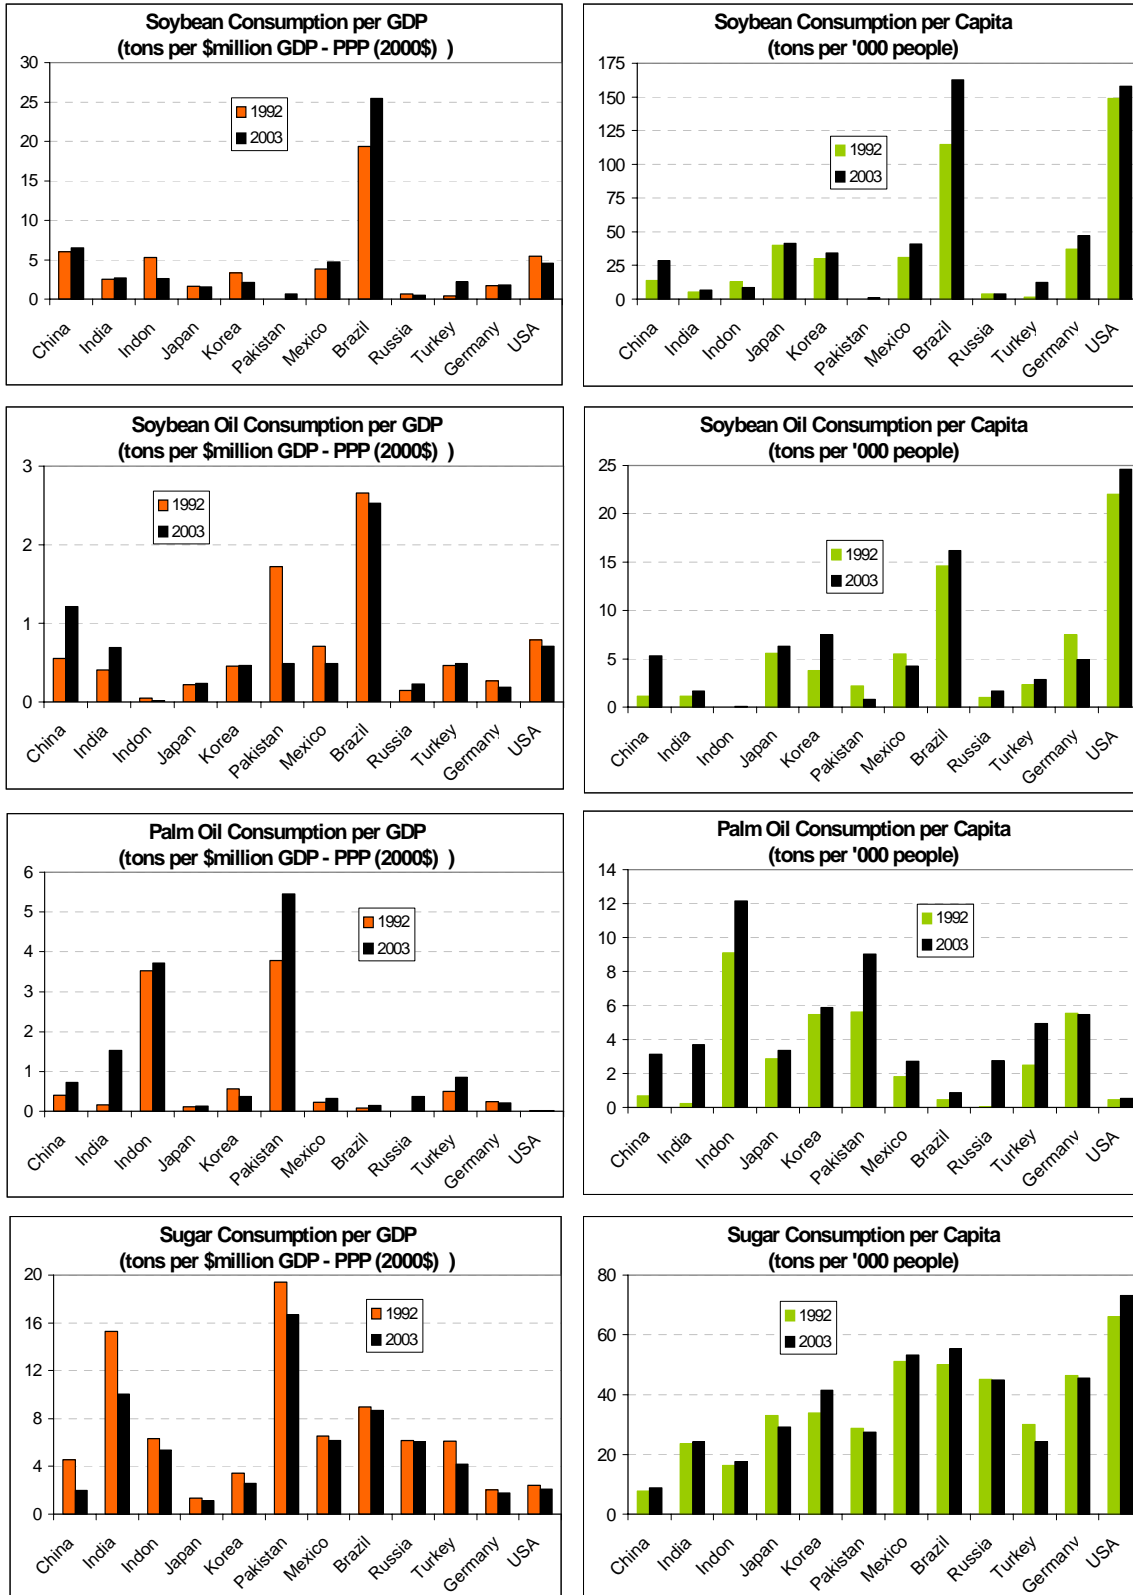 Soybean Consumption per GDP
(tons per $million GDP - PPP (2000$)  )
30
25
20
15
10
5
0
1992
2003
China
India
Indon
Japan
Korea
Pakistan
Mexico
Brazil
Russia
Turkey
Germany
USA
Soybean Consumption per Capita
(tons per '000 people)
175
150
125
100
75
50
25
0
1992
2003
China
India
Indon
Japan
Korea
Pakistan
Mexico
Brazil
Russia
Turkey
Germany
USA
Soybean Oil Consumption per GDP
(tons per $million GDP - PPP (2000$)  )
3
2
1
0
1992
2003
China
India
Indon
Japan
Korea
Pakistan
Mexico
Brazil
Russia
Turkey
Germany
USA
Soybean Oil Consumption per Capita
(tons per '000 people)
25
20
15
10
5
0
1992
2003
China
India
Indon
Japan
Korea
Pakistan
Mexico
Brazil
Russia
Turkey
Germany
USA
Palm Oil Consumption per GDP
(tons per $million GDP - PPP (2000$)  )
6
5
4
3
2
1
0
1992
2003
China
India
Indon
Japan
Korea
Pakistan
Mexico
Brazil
Russia
Turkey
Germany
USA
Palm Oil Consumption per Capita
(tons per '000 people)
14
12
10
8
6
4
2
0
1992
2003
China
India
Indon
Japan
Korea
Pakistan
Mexico
Brazil
Russia
Turkey
Germany
USA
Sugar Consumption per GDP
(tons per $million GDP - PPP (2000$)  )
20
16
12
8
4
0
1992
2003
China
India
Indon
Japan
Korea
Pakistan
Mexico
Brazil
Russia
Turkey
Germany
USA
Sugar Consumption per Capita
(tons per '000 people)
80
60
40
20
0
1992
2003
China
India
Indon
Japan
Korea
Pakistan
Mexico
Brazil
Russia
Turkey
Germany
USA